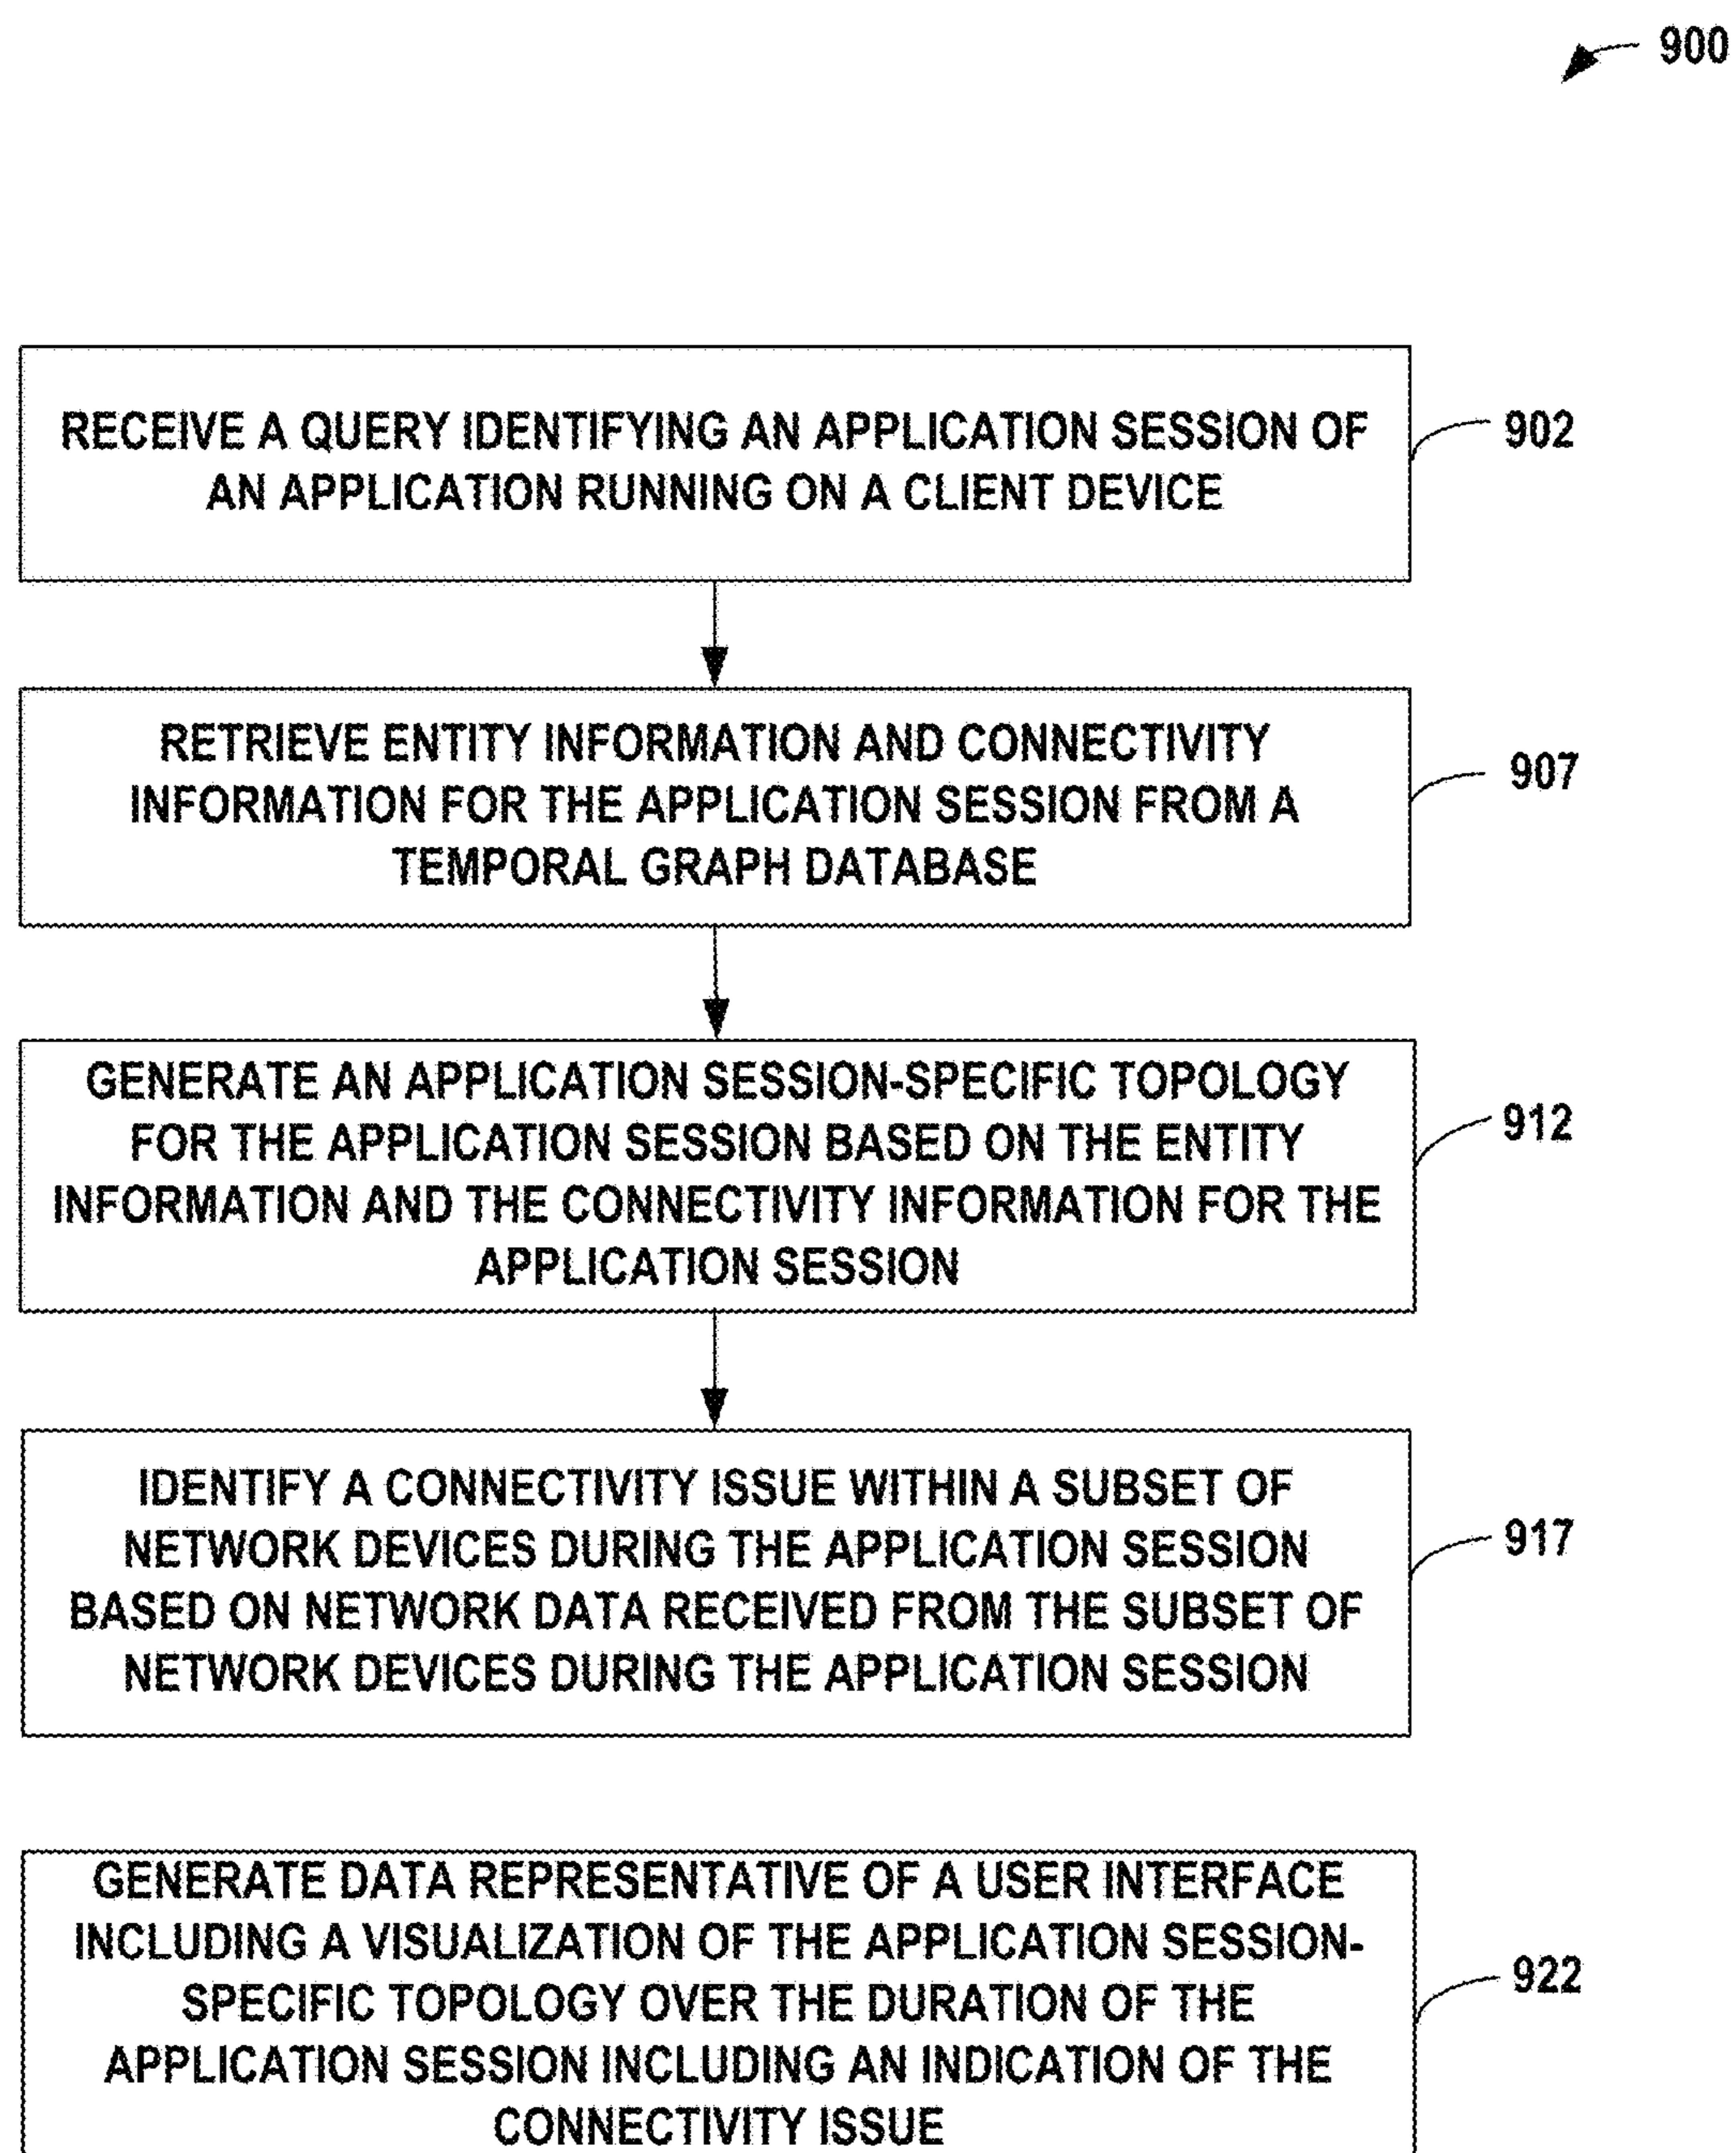 900
RECEIVE A QUERY IDENTIFYING AN APPLICATION SESSION OF
AN APPLICATION RUNNING ON A CLIENT DEVICE
902
RETRIEVE ENTITY INFORMATION AND CONNECTIVITY
INFORMATION FOR THE APPLICATION SESSION FROM A
TEMPORAL GRAPH DATABASE
907
GENERATE AN APPLICATION SESSION-SPECIFIC TOPOLOGY
FOR THE APPLICATION SESSION BASED ON THE ENTITY
INFORMATION AND THE CONNECTIVITY INFORMATION FOR THE
APPLICATION SESSION
912
IDENTIFY A CONNECTIVITY ISSUE WITHIN A SUBSET OF
NETWORK DEVICES DURING THE APPLICATION SESSION
BASED ON NETWORK DATA RECEIVED FROM THE SUBSET OF
NETWORK DEVICES DURING THE APPLICATION SESSION
917
GENERATE DATA REPRESENTATIVE OF A USER INTERFACE
INCLUDING A VISUALIZATION OF THE APPLICATION SESSION-
SPECIFIC TOPOLOGY OVER THE DURATION OF THE
APPLICATION SESSION INCLUDING AN INDICATION OF THE
CONNECTIVITY ISSUE
922